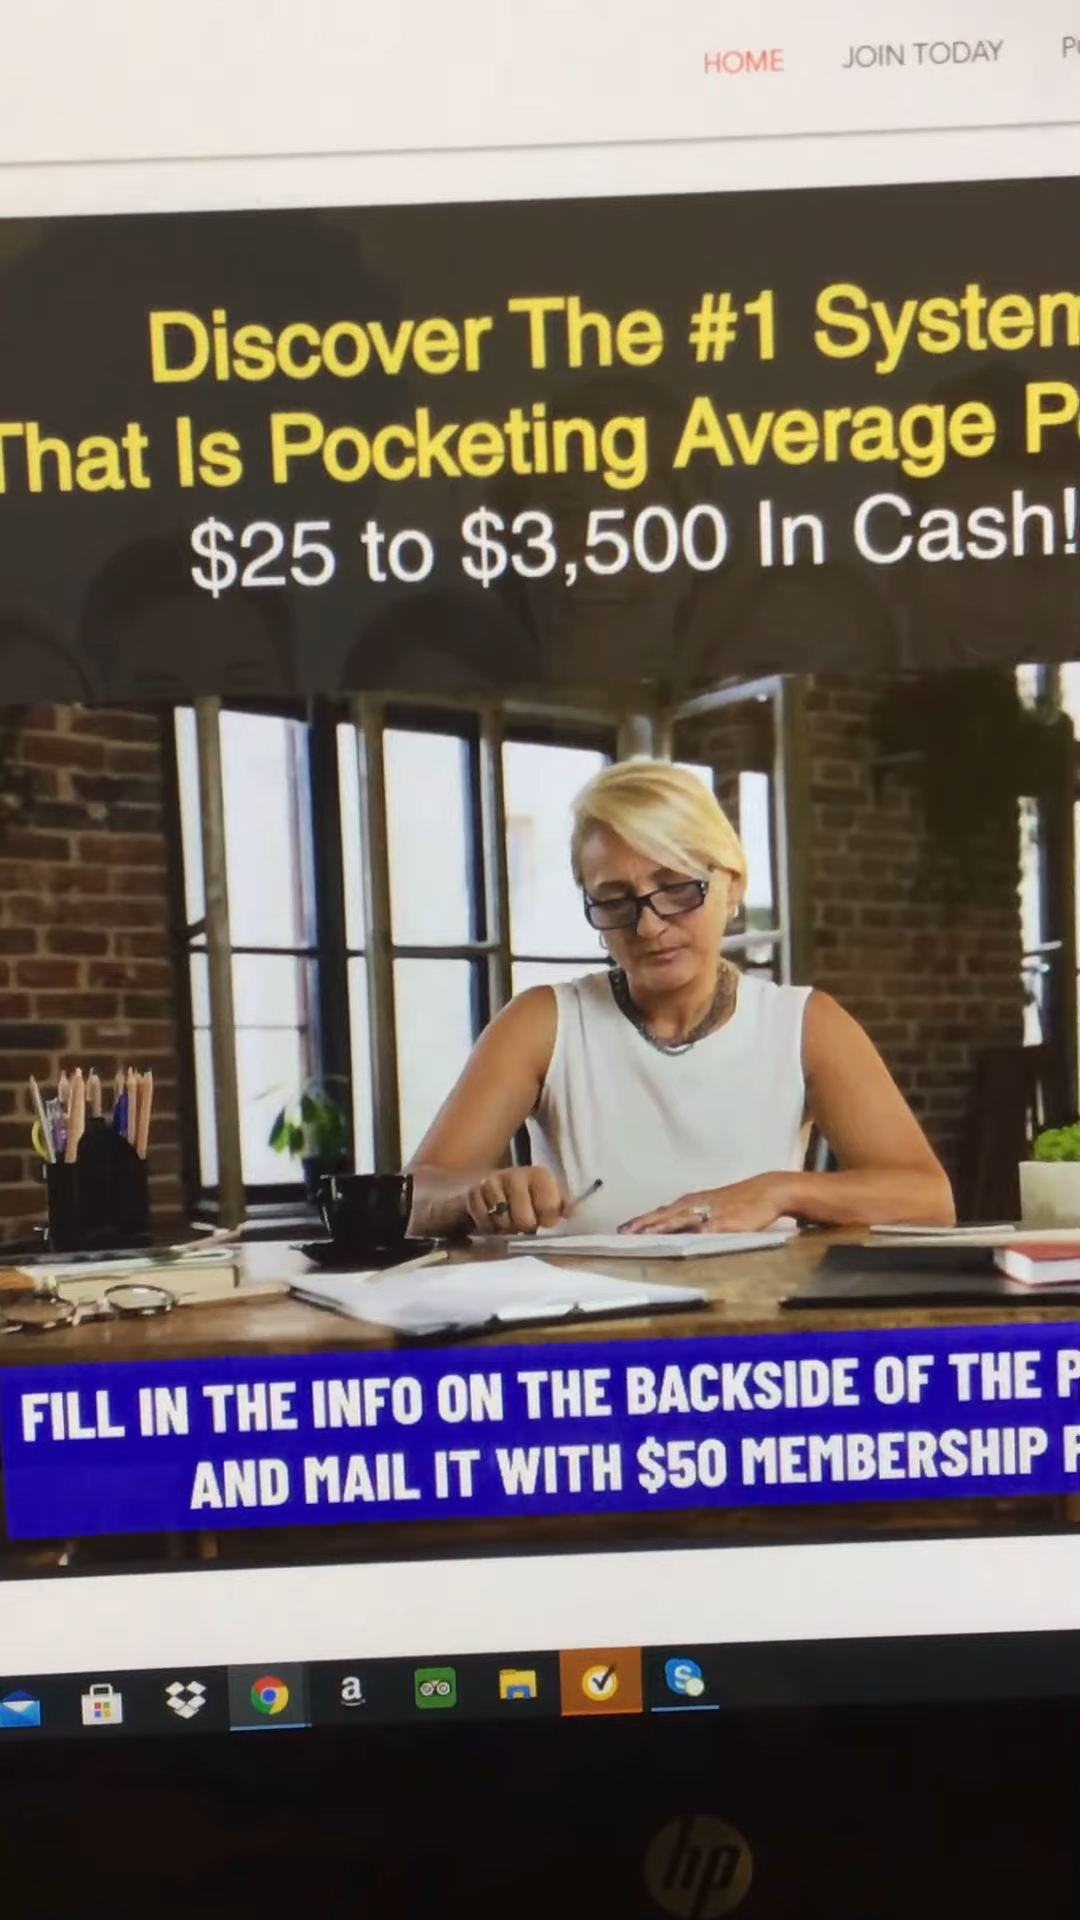 HOME JOIN TODAY
Discover The #1 System
That Is Pocketing Average
$25 to $3,500 In Cash!
FILL IN THE INFO ON THE BACKSIDE OF THE
AND MAIL IT WITH $50 MEMBERSHIP
hp